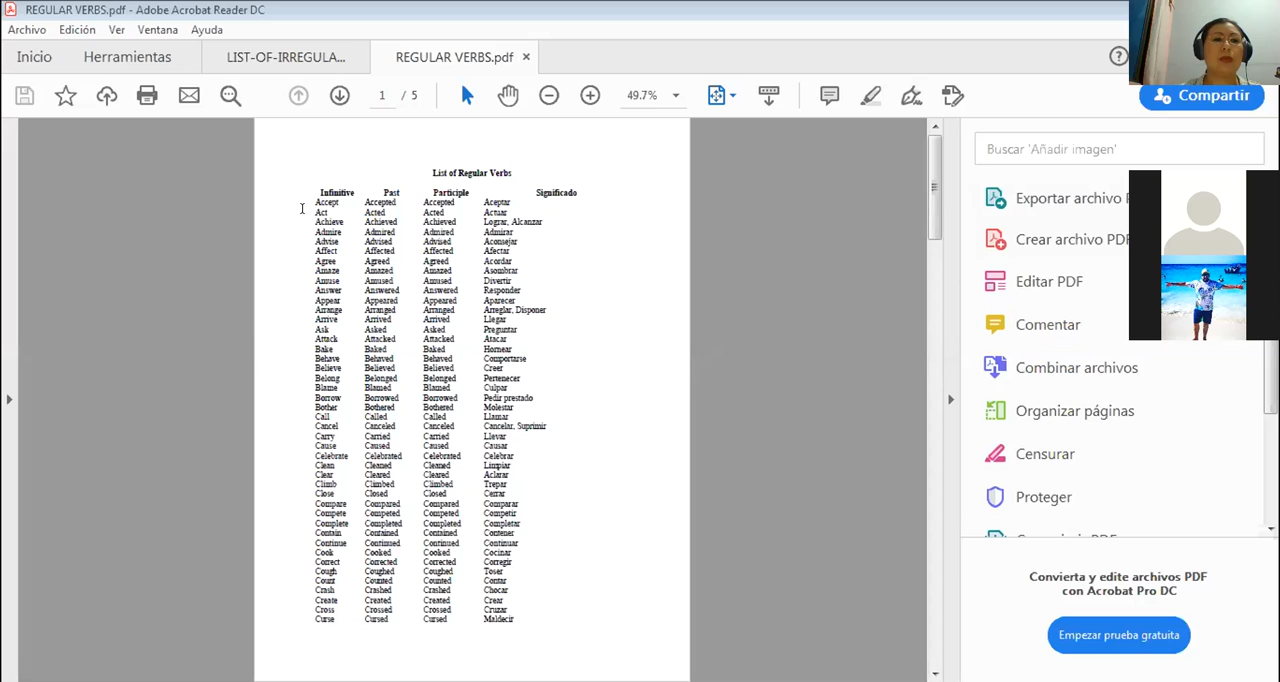 REGULAR VERBS.pdf - Adobe Acrobat Reader DC
Archivo Edición Ver Ventana Ayuda
Inicio Herramientas LIST-OF-IRREGULA... REGULAR VERBS.pdf ×
1 / 5 49.7% Compartir
Buscar 'Añadir imagen'
List of Regular Verbs
Infinitive Past Participle Significado
Accept Accepted Accepted Aceptar
Act Acted Acted Actuar
Achieve Achieved Achieved Lograr, Alcanzar
Admire Admired Admired Admirar
Advise Advised Advised Aconsejar
Affect Affected Affected Afectar
Agree Agreed Agreed Acordar
Amaze Amazed Amazed Asombrar
Amuse Amused Amused Divertir
Answer Answered Answered Responder
Appear Appeared Appeared Aparecer
Arrange Arranged Arranged Arreglar, Disponer
Arrive Arrived Arrived Llegar
Ask Asked Asked Preguntar
Attack Attacked Attacked Atacar
Bake Baked Baked Hornear
Behave Behaved Behaved Comportarse
Believe Believed Believed Creer
Belong Belonged Belonged Pertenecer
Blame Blamed Blamed Culpar
Borrow Borrowed Borrowed Pedir prestado
Bother Bothered Bothered Molestar
Call Called Called Llamar
Cancel Canceled Canceled Cancelar, Suprimir
Carry Carried Carried Llevar
Cause Caused Caused Causar
Celebrate Celebrated Celebrated Celebrar
Clean Cleaned Cleaned Limpiar
Clear Cleared Cleared Aclarar
Climb Climbed Climbed Trepar
Close Closed Closed Cerrar
Compare Compared Compared Comparar
Compete Competed Competed Competir
Complete Completed Completed Completar
Contain Contained Contained Contener
Continue Continued Continued Continuar
Cook Cooked Cooked Cocinar
Correct Corrected Corrected Corregir
Cough Coughed Coughed Toser
Count Counted Counted Contar
Crash Crashed Crashed Chocar
Create Created Created Crear
Cross Crossed Crossed Cruzar
Curse Cursed Cursed Maldecir
Exportar archivo P
Crear archivo PDF
Editar PDF
Comentar
Combinar archivos
Organizar páginas
Censurar
Proteger
Convierta y edite archivos PDF
con Acrobat Pro DC
Empezar prueba gratuita